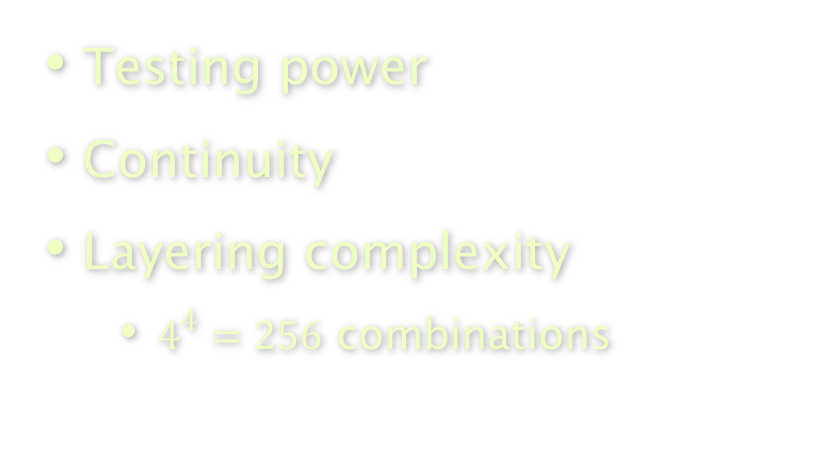 • Testing power
• Continuity
• Layering complexity
• 4⁴ = 256 combinations